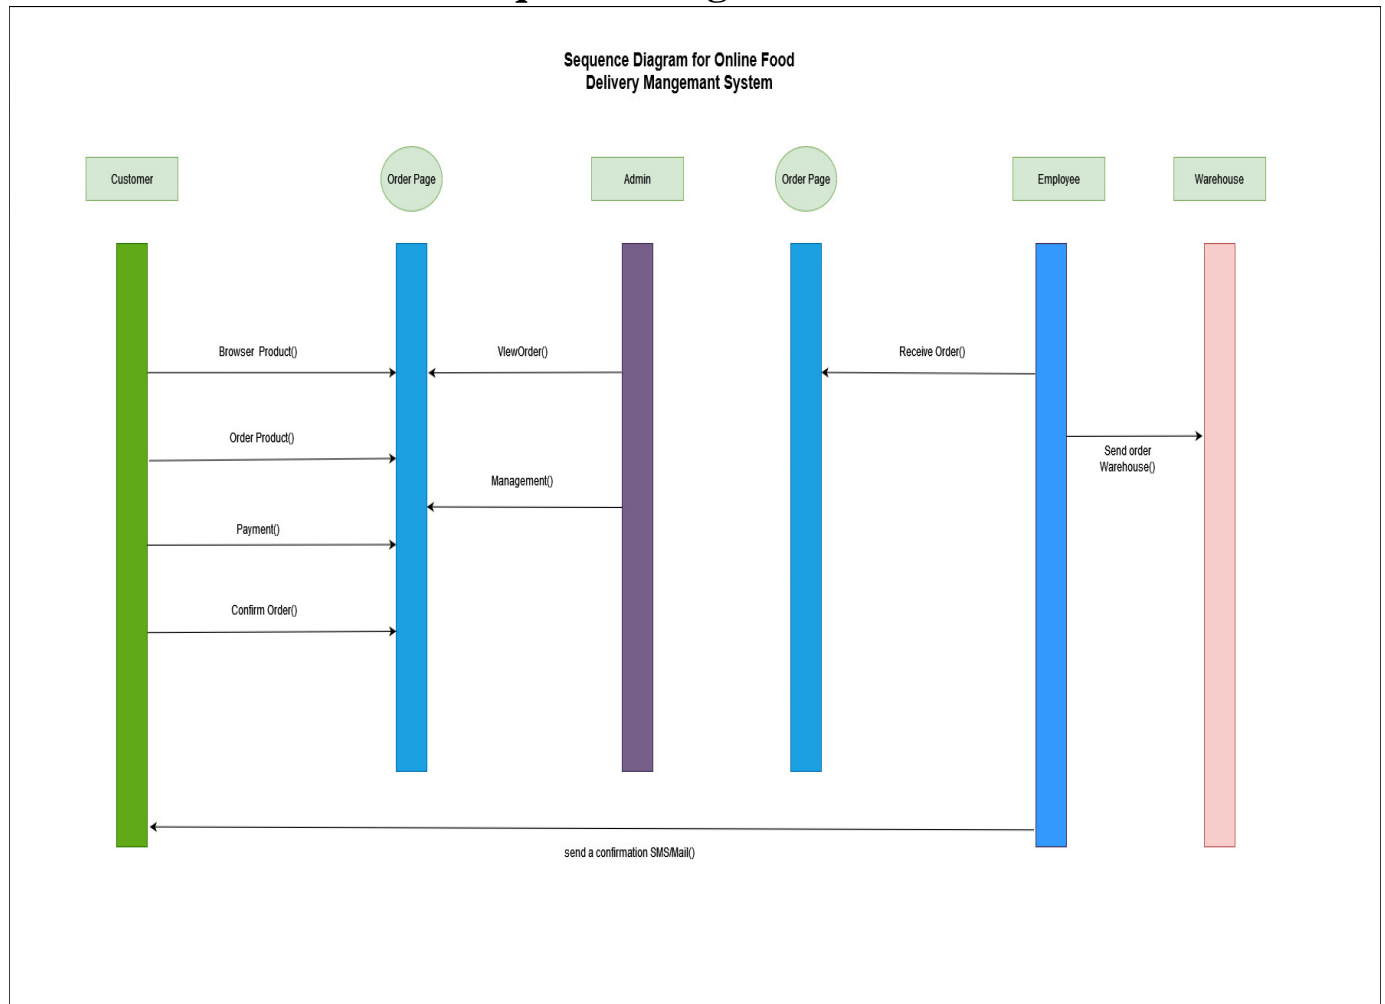 Sequence Diagram for Online Food
Delivery Mangemant System
Customer
Order Page
Admin
Order Page
Employee
Warehouse
Browser Product()
VIewOrder()
Receive Order()
Order Product()
Send order
Warehouse()
Management()
Payment()
Confirm Order()
send a confirmation SMS/Mail()